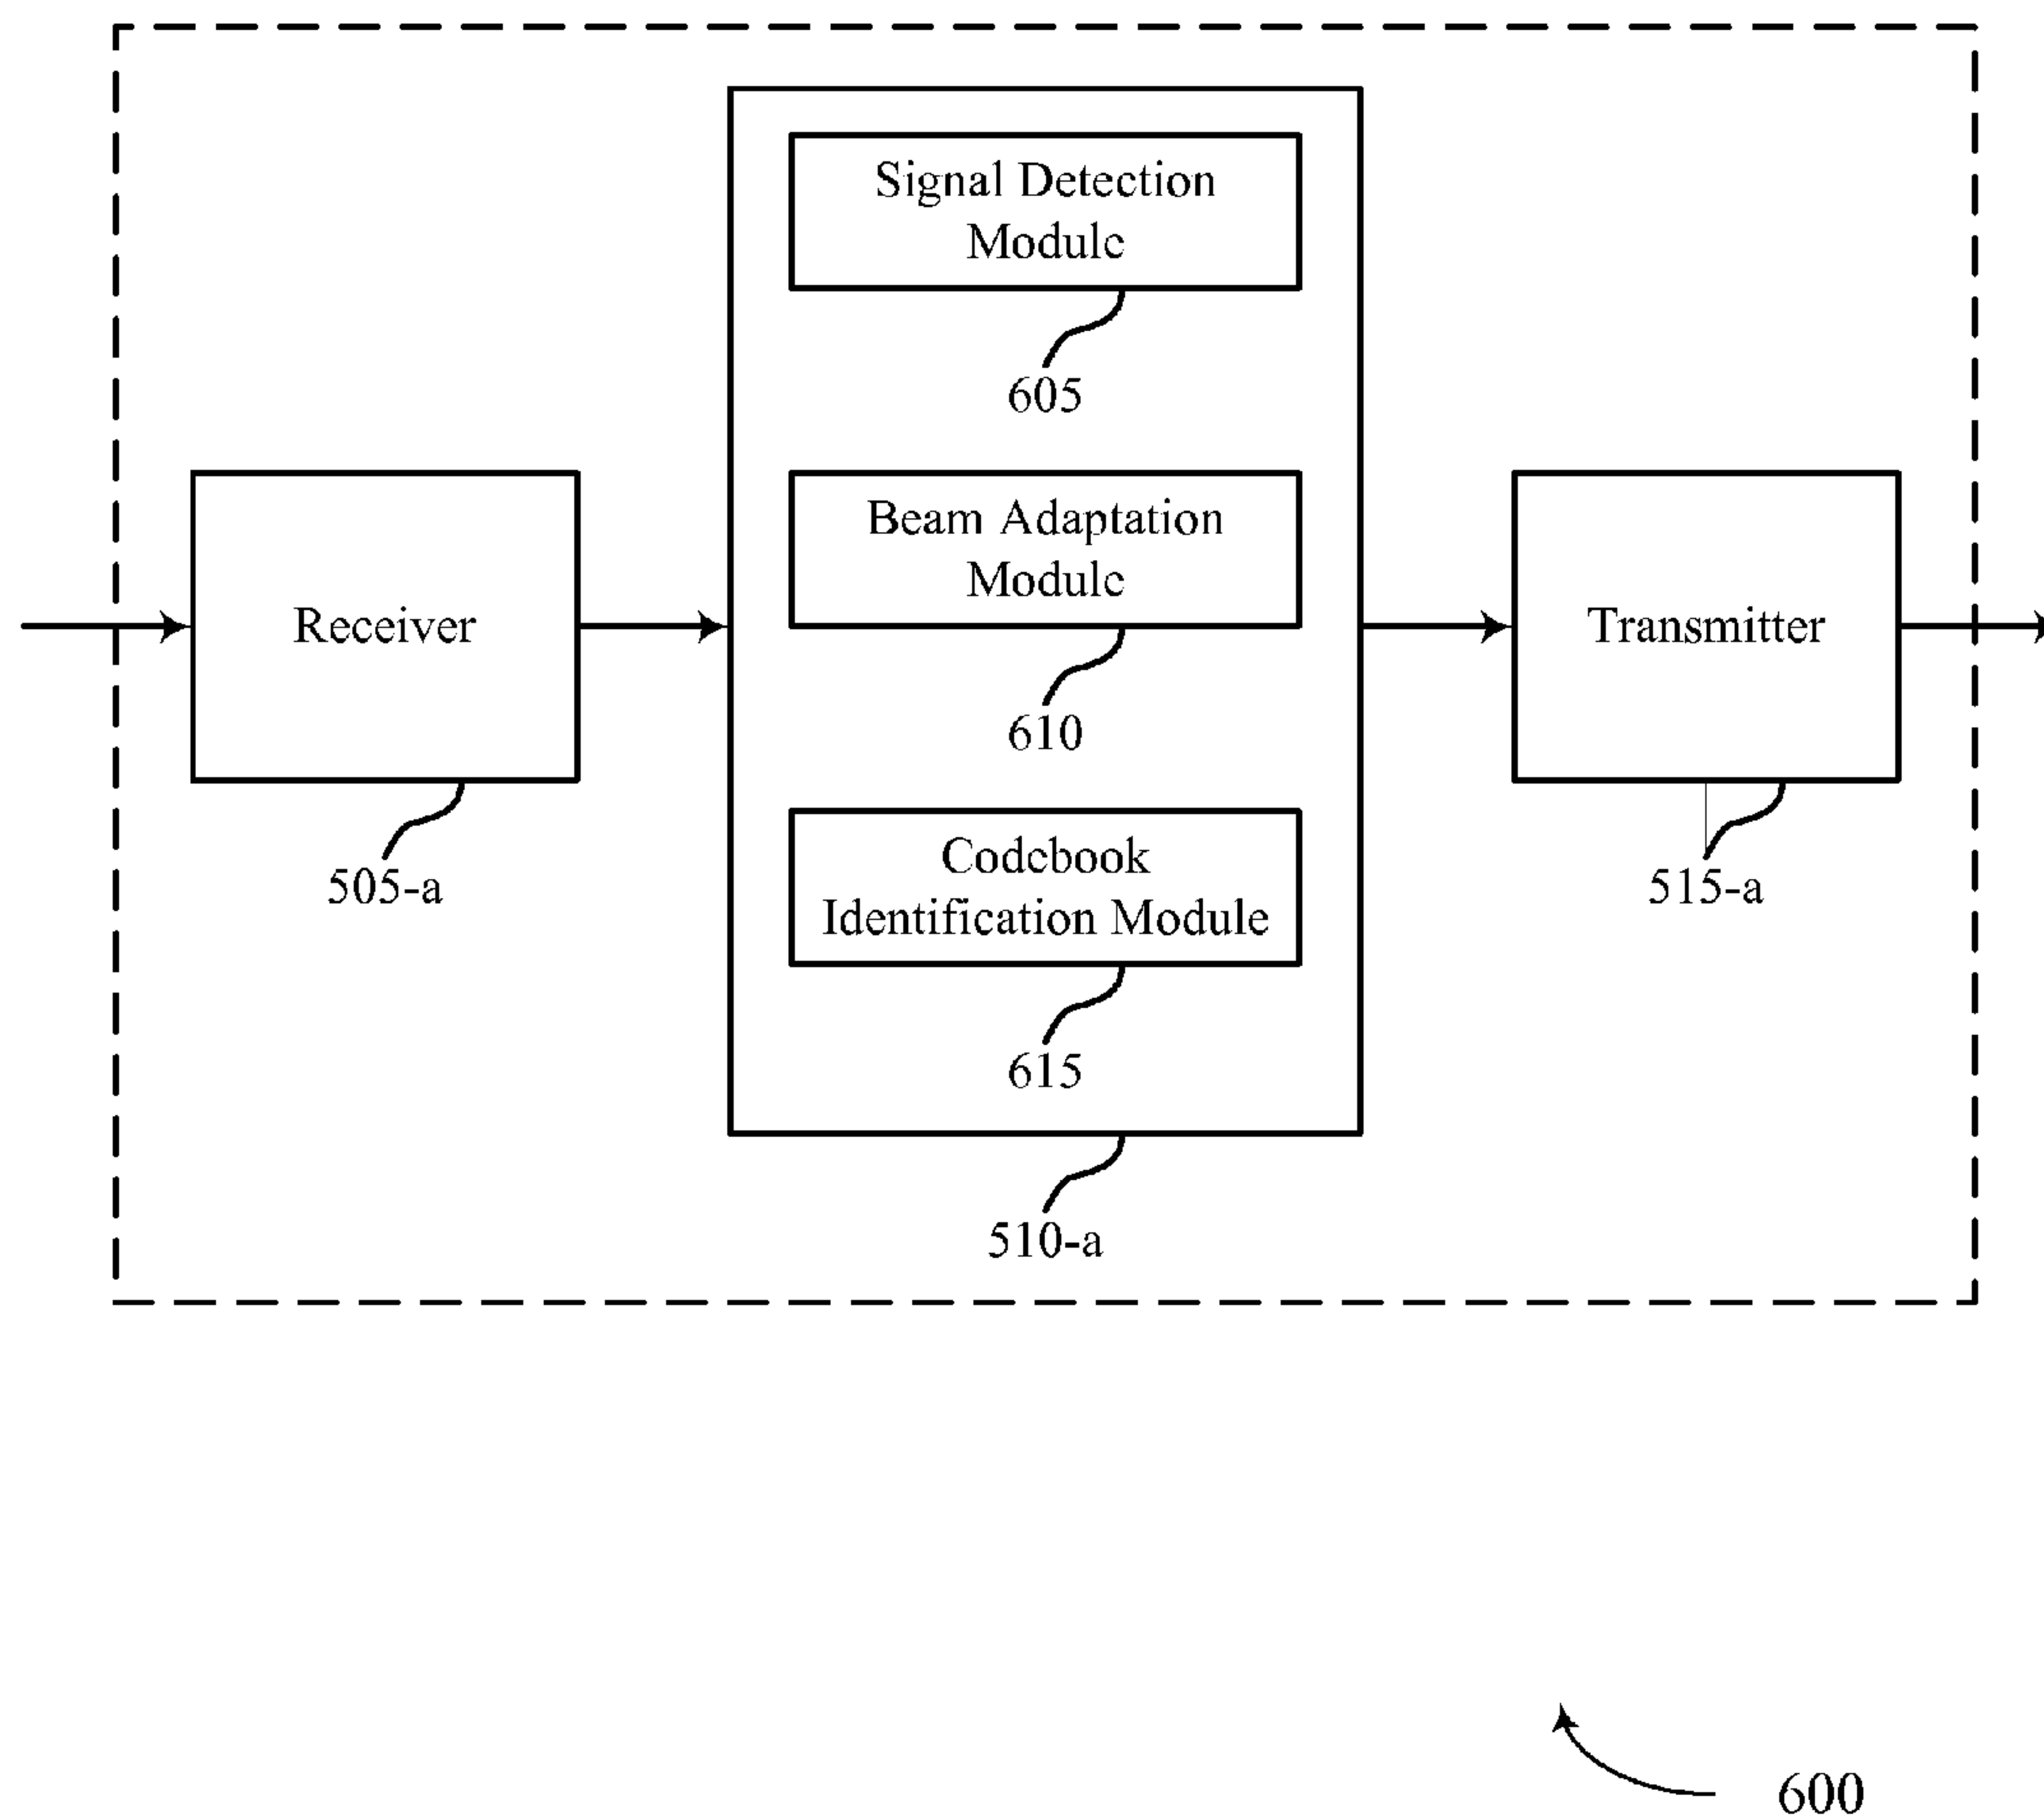 Signal Detection
Module
605
Beam Adaptation
Module
610
Codebook
Identification Module
615
510-a
Receiver
505-a
Transmitter
515-a
600